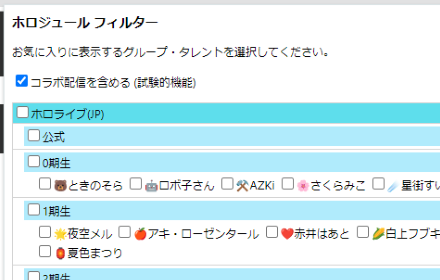 ホロジュール フィルター
お気に入りに表示するグループ・タレントを選択してください。
コラボ配信を含める (試験的機能)
ホロライブ(JP)
公式
0期生
🐻ときのそら 🤖ロボ子さん ⚒️AZKi 🌸さくらみこ ☄️星街すい
1期生
🌟夜空メル 🍎アキ・ローゼンタール ❤️赤井はあと 🌽白上フブキ
🏮夏色まつり
2期生